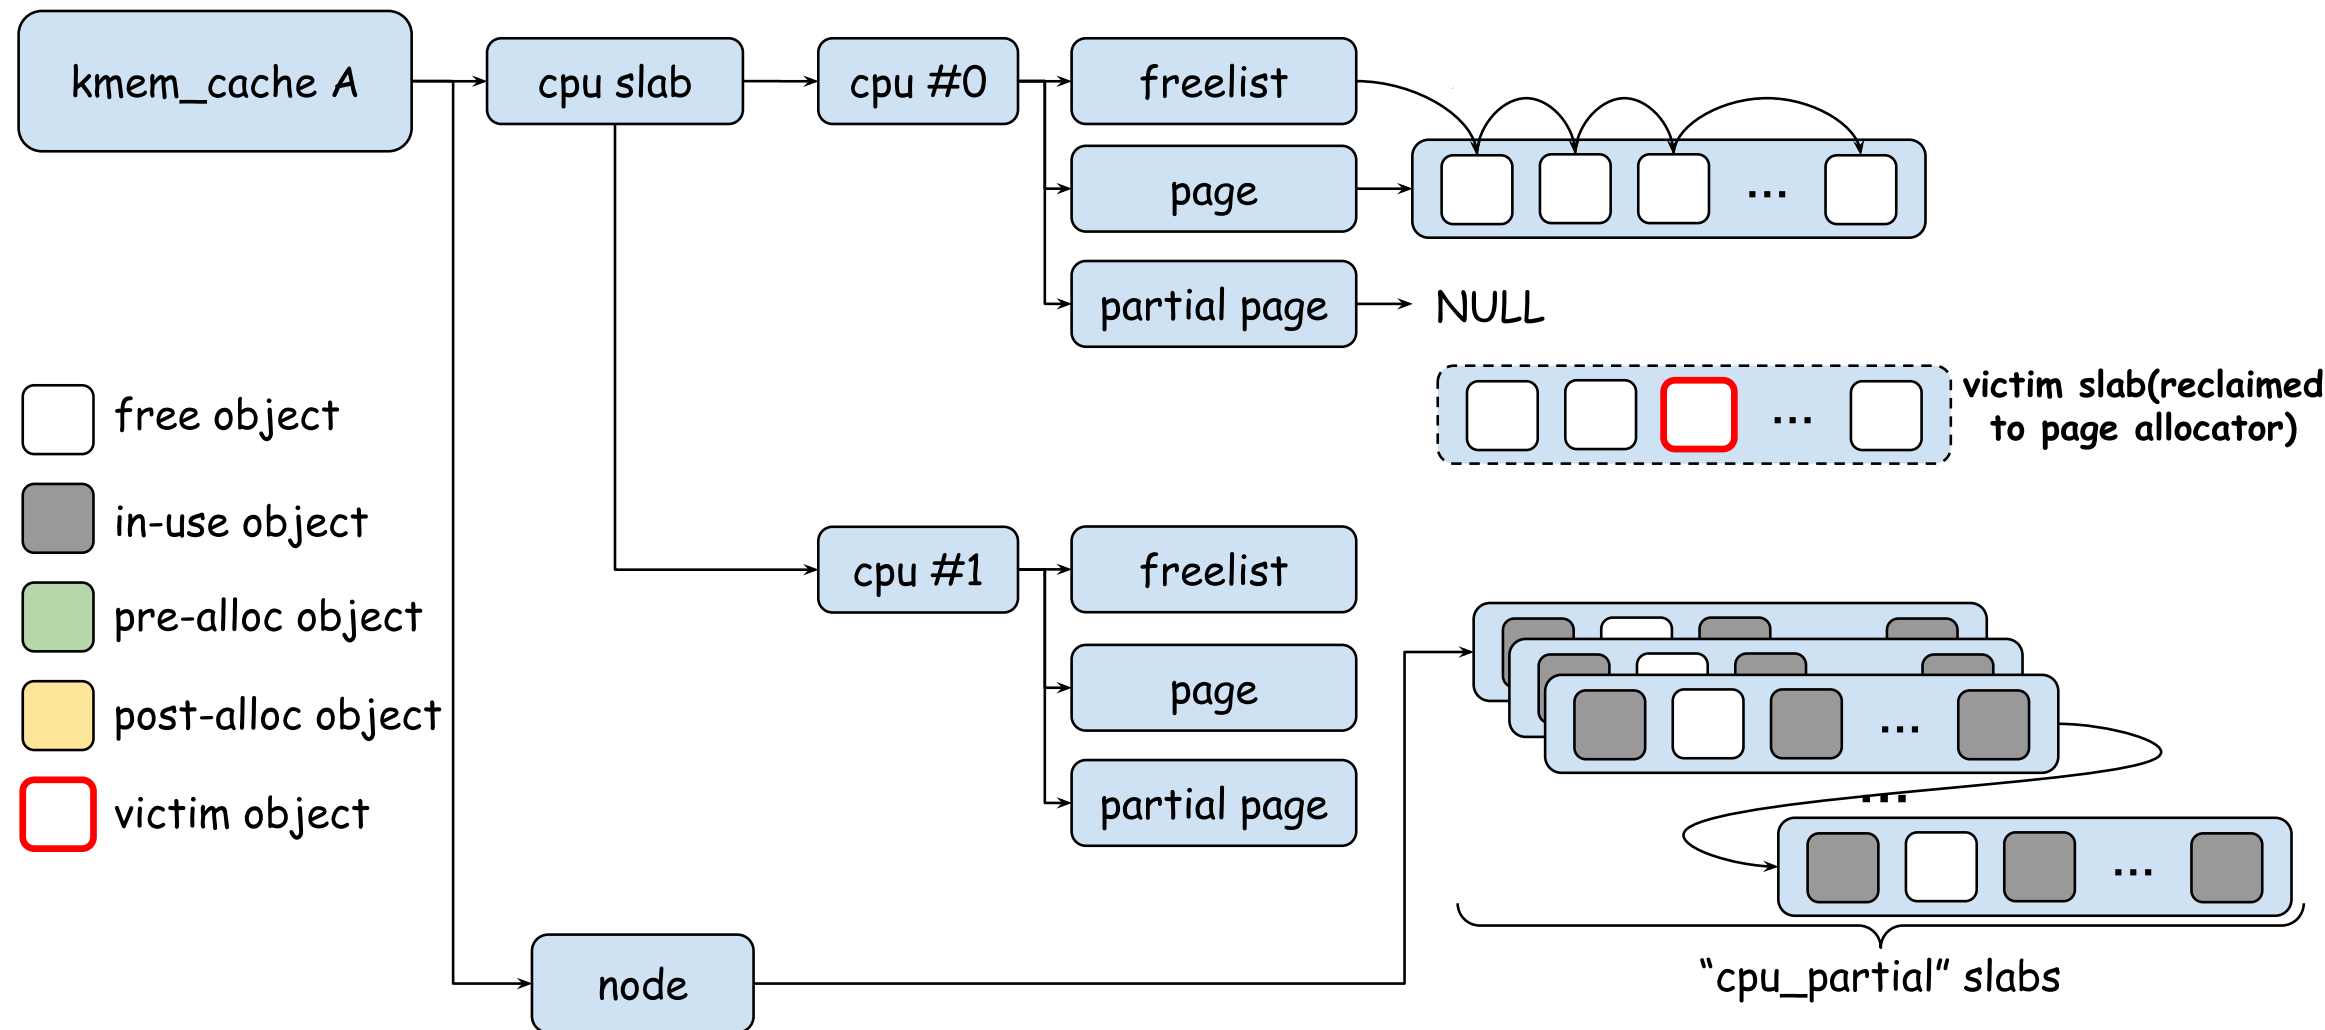 kmem_cache A
cpu slab
cpu #0
freelist
page
...
partial page
NULL
victim slab(reclaimed
to page allocator)
...
free object
in-use object
pre-alloc object
post-alloc object
victim object
cpu #1
freelist
page
partial page
...
...
...
node
“cpu_partial” slabs